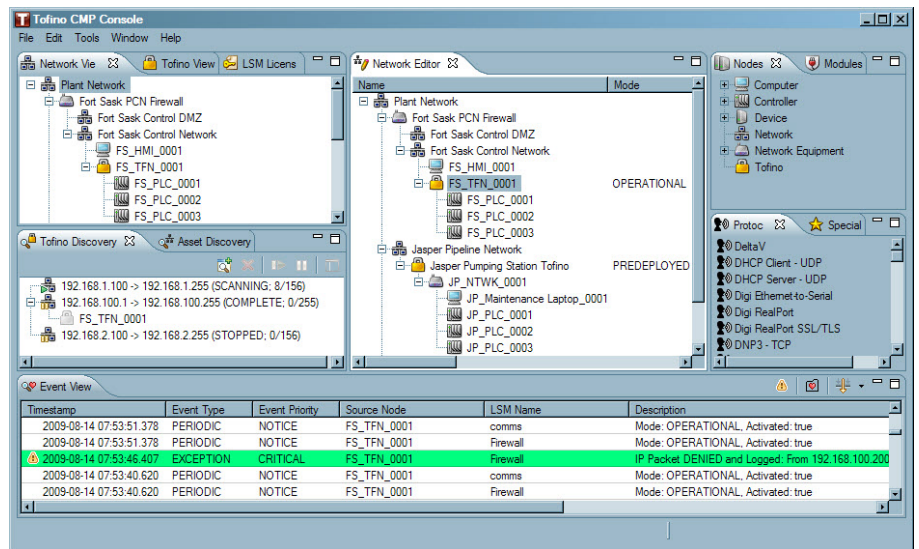 Tofino CMP Console
File Edit Tools Window Help
Network Vie Tofino View LSM Licens
Plant Network
Fort Sask PCN Firewall
Fort Sask Control DMZ
Fort Sask Control Network
FS_HMI_0001
FS_TFN_0001
FS_PLC_0001
FS_PLC_0002
FS_PLC_0003
Tofino Discovery Asset Discovery
192.168.1.100 -> 192.168.1.255 (SCANNING; 8/156)
192.168.100.1 -> 192.168.100.255 (COMPLETE; 0/255)
FS_TFN_0001
192.168.2.100 -> 192.168.2.255 (STOPPED; 0/156)
Network Editor
Name Mode
Plant Network
Fort Sask PCN Firewall
Fort Sask Control DMZ
Fort Sask Control Network
FS_HMI_0001
FS_TFN_0001 OPERATIONAL
FS_PLC_0001
FS_PLC_0002
FS_PLC_0003
Jasper Pipeline Network
Jasper Pumping Station Tofino PREDEPLOYED
JP_NTWK_0001
JP_Maintenance Laptop_0001
JP_PLC_0001
JP_PLC_0002
JP_PLC_0003
Nodes Modules
Computer
Controller
Device
Network
Network Equipment
Tofino
Protoc Special
DeltaV
DHCP Client - UDP
DHCP Server - UDP
Digi Ethernet-to-Serial
Digi RealPort
Digi RealPort SSL/TLS
DNP3 - TCP
Event View
Timestamp Event Type Event Priority Source Node LSM Name Description
2009-08-14 07:53:51.378 PERIODIC NOTICE FS_TFN_0001 comms Mode: OPERATIONAL, Activated: true
2009-08-14 07:53:51.378 PERIODIC NOTICE FS_TFN_0001 Firewall Mode: OPERATIONAL, Activated: true
2009-08-14 07:53:46.407 EXCEPTION CRITICAL FS_TFN_0001 Firewall IP Packet DENIED and Logged: From 192.168.100.200
2009-08-14 07:53:40.620 PERIODIC NOTICE FS_TFN_0001 comms Mode: OPERATIONAL, Activated: true
2009-08-14 07:53:40.620 PERIODIC NOTICE FS_TFN_0001 Firewall Mode: OPERATIONAL, Activated: true